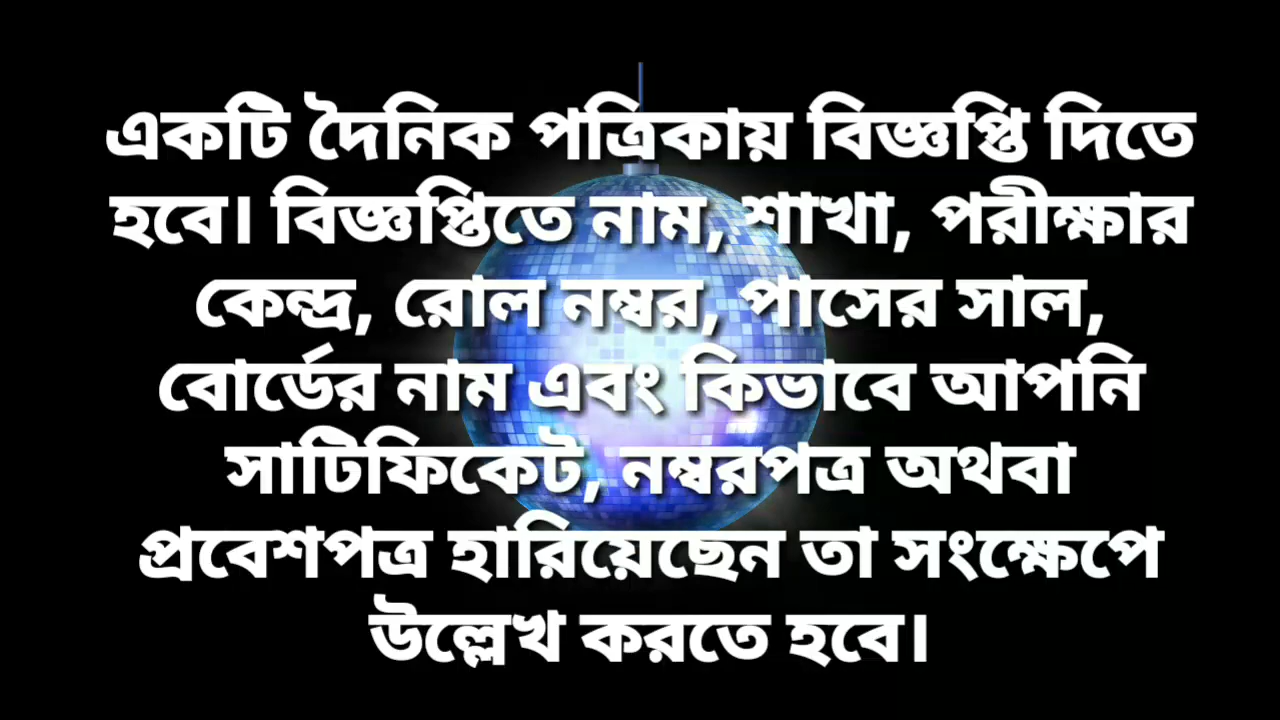 একটি দৈনিক পত্রিকায় বিজ্ঞপ্তি দিতে
হবে। বিজ্ঞপ্তিতে নাম, শাখা, পরীক্ষার
কেন্দ্র, রোল নম্বর, পাসের সাল,
বোর্ডের নাম এবং কিভাবে আপনি
সাটিফিকেট, নম্বরপত্র অথবা
প্রবেশপত্র হারিয়েছেন তা সংক্ষেপে
উল্লেখ করতে হবে।